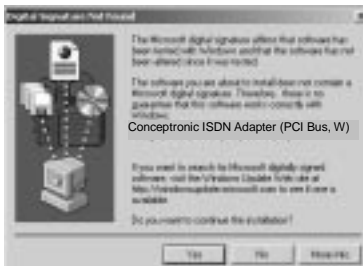 Digital Signature Not Found
The Microsoft digital signature affirms that software has
been tested with Windows and that the software has not
been altered since it was tested.
The software you are about to install does not contain a
Microsoft digital signature. Therefore, there is no
guarantee that this software works correctly with
Windows.
Conceptronic ISDN Adapter (PCI Bus, W)
If you want to search for Microsoft digitally signed
software, visit the Windows Update Web site at
http://windowsupdate.microsoft.com to see if one is
available.
Do you want to continue the installation?
Yes
No
More Info